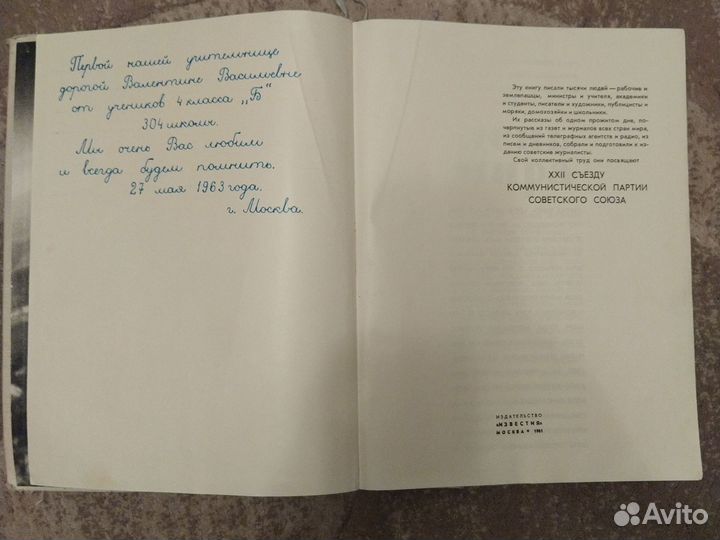 Первой нашей учительнице
дорогой Валентине Васильевне
от учеников 4 класса „Б"
304 школы.
Мы очень Вас любим
и всегда будем помнить.
27 мая 1963 года.
г. Москва.
Эту книгу писали тысячи людей — рабочие и
землепашцы, министры и учителя, академики
и студенты, писатели и художники, публицисты и
моряки, домохозяйки и школьники.
Их рассказы об одном прожитом дне, по-
черпнутые из газет и журналов всех стран мира,
из сообщений телеграфных агентств и радио, из
из писем и дневников, собрали и подготовили к из-
данию советские журналисты.
Свой коллективный труд они посвящают
XXII СЪЕЗДУ
КОММУНИСТИЧЕСКОЙ ПАРТИИ
СОВЕТСКОГО СОЮЗА
ИЗДАТЕЛЬСТВО
«ИЗВЕСТИЯ»
МОСКВА • 1961
Avito